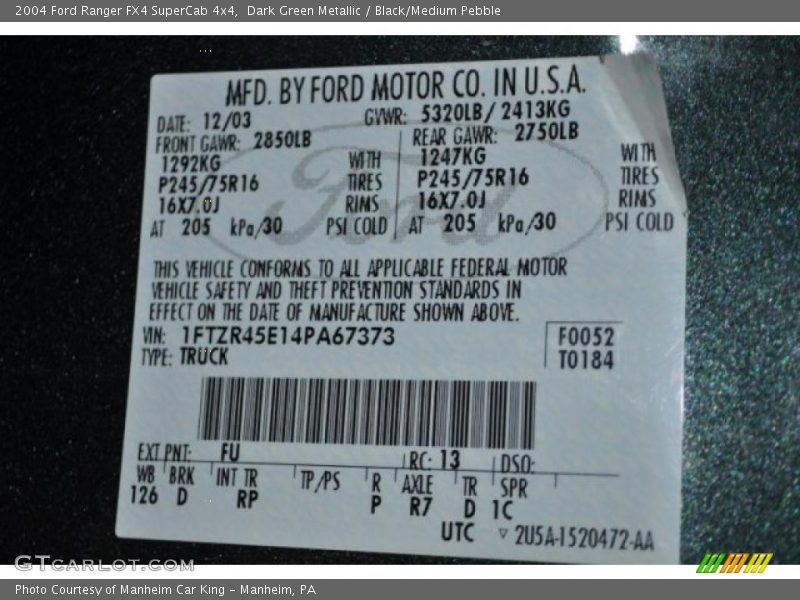 2004 Ford Ranger FX4 SuperCab 4x4,  Dark Green Metallic / Black/Medium Pebble
MFD. BY FORD MOTOR CO. IN U.S.A.
DATE: 12/03 GVWR: 5320LB/ 2413KG
FRONT GAWR: 2850LB REAR GAWR: 2750LB
1292KG WITH 1247KG WITH
P245/75R16 TIRES P245/75R16 TIRES
16X7.0J RIMS 16X7.0J RIMS
AT 205 kPa/30 PSI COLD AT 205 kPa/30 PSI COLD
Ford
THIS VEHICLE CONFORMS TO ALL APPLICABLE FEDERAL MOTOR
VEHICLE SAFETY AND THEFT PREVENTION STANDARDS IN
EFFECT ON THE DATE OF MANUFACTURE SHOWN ABOVE.
VIN: 1FTZR45E14PA67373 F0052
TYPE: TRUCK T0184
EXT PNT: FU RC: 13 DSO:
WB BRK INT TR TP/PS R AXLE TR SPR
126 D RP P R7 D 1C
UTC ▽ 2U5A-1520472-AA
GTcarlot.com
Photo Courtesy of Manheim Car King - Manheim, PA